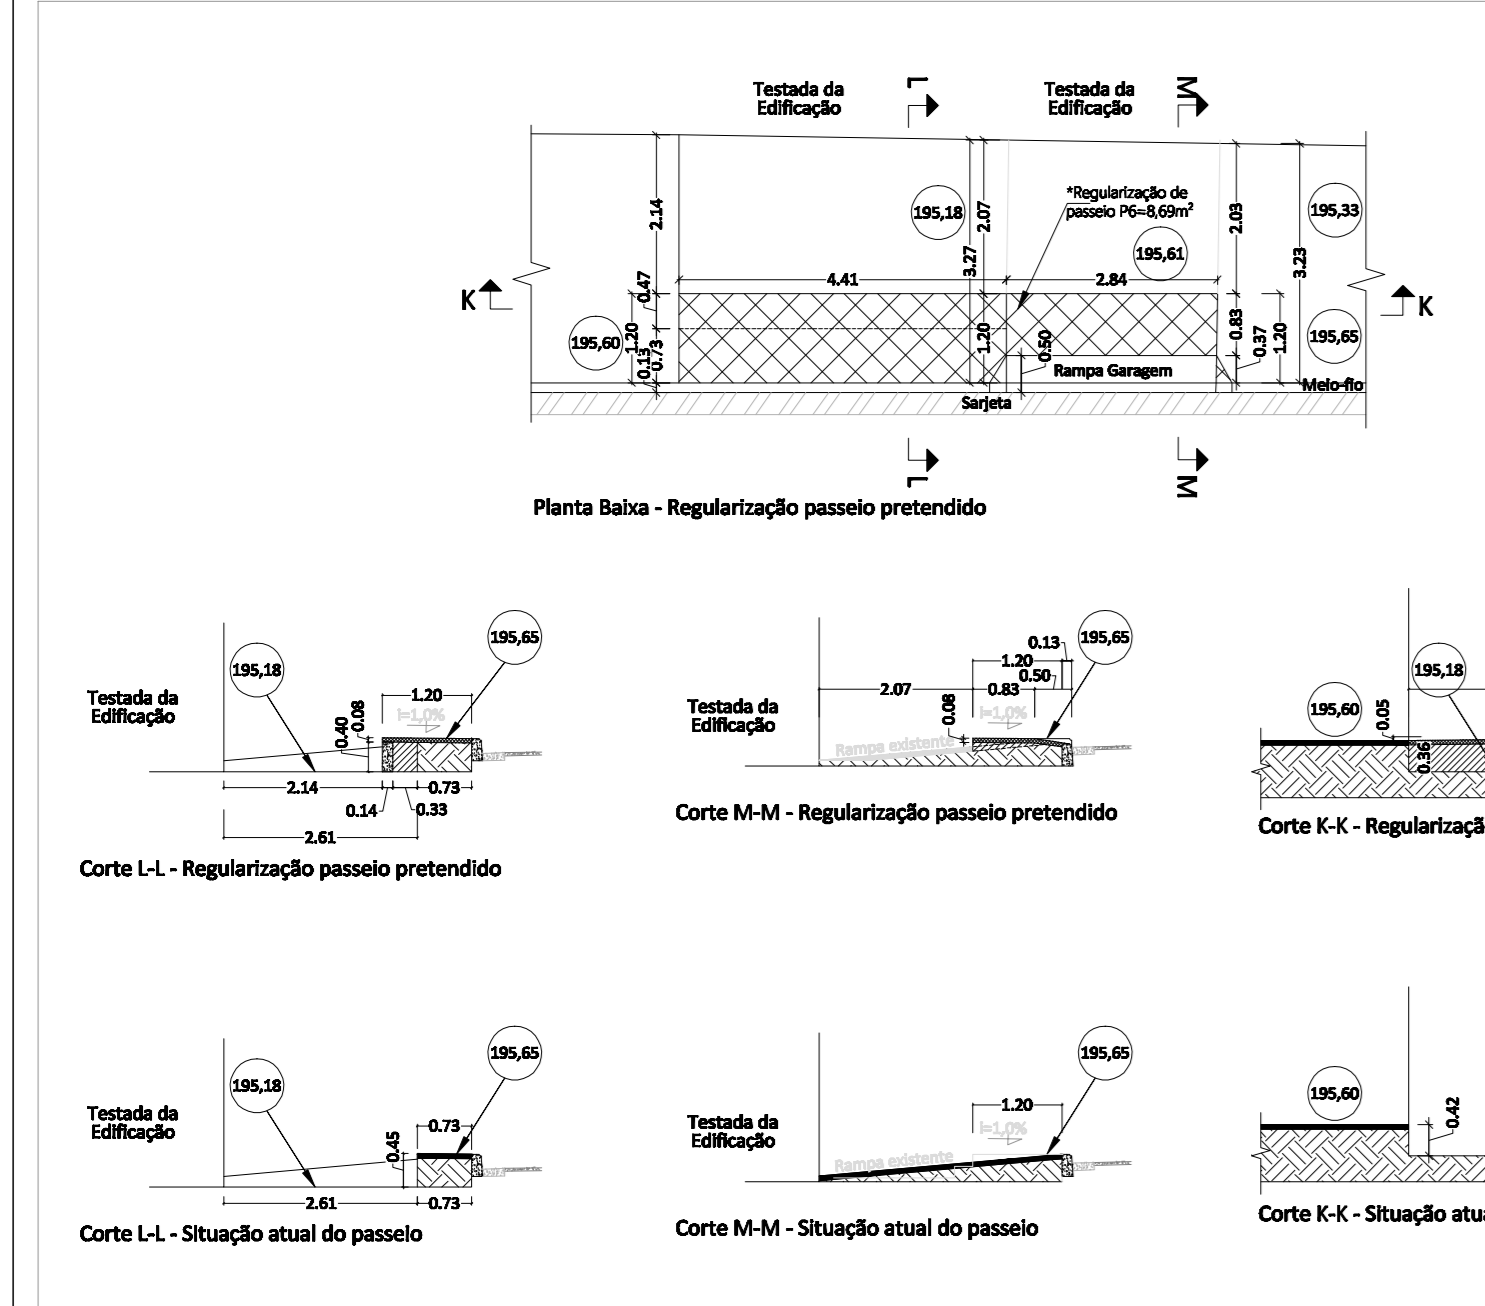 Testada da
Edificação
L
Testada da
Edificação
M
2.14
195,18
3.27
2.07
*Regularização de
passeio P6=8,69m²
195,61
2.03
3.23
195,33
K
0.47
4.41
2.84
K
195,60
1.20
0.13
0.73
1.20
0.50
0.83
0.37
1.20
195,65
Rampa Garagem
Meio-fio
Sarjeta
L
M
Planta Baixa - Regularização passeio pretendido
195,18
195,65
Testada da
Edificação
1.20
i=1,0%
0.40
0.08
2.14
0.73
0.14
0.33
2.61
Corte L-L - Regularização passeio pretendido
195,65
0.13
1.20
0.50
2.07
0.83
Testada da
Edificação
0.08
i=1,0%
Rampa existente
Corte M-M - Regularização passeio pretendido
195,18
195,60
0.05
0.36
Corte K-K - Regularizaçã
195,18
195,65
Testada da
Edificação
0.73
0.45
2.61
0.73
Corte L-L - Situação atual do passeio
195,65
Testada da
Edificação
1.20
i=1,0%
Rampa existente
Corte M-M - Situação atual do passeio
195,60
0.42
Corte K-K - Situação atua